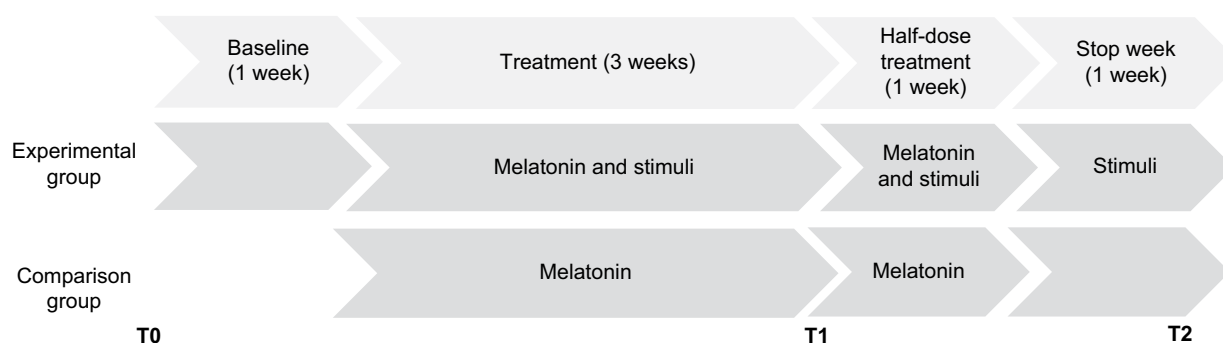 Baseline
(1 week)
Treatment (3 weeks)
Half-dose
treatment
(1 week)
Stop week
(1 week)
Experimental
group
Melatonin and stimuli
Melatonin
and stimuli
Stimuli
Comparison
group
Melatonin
Melatonin
T0
T1
T2